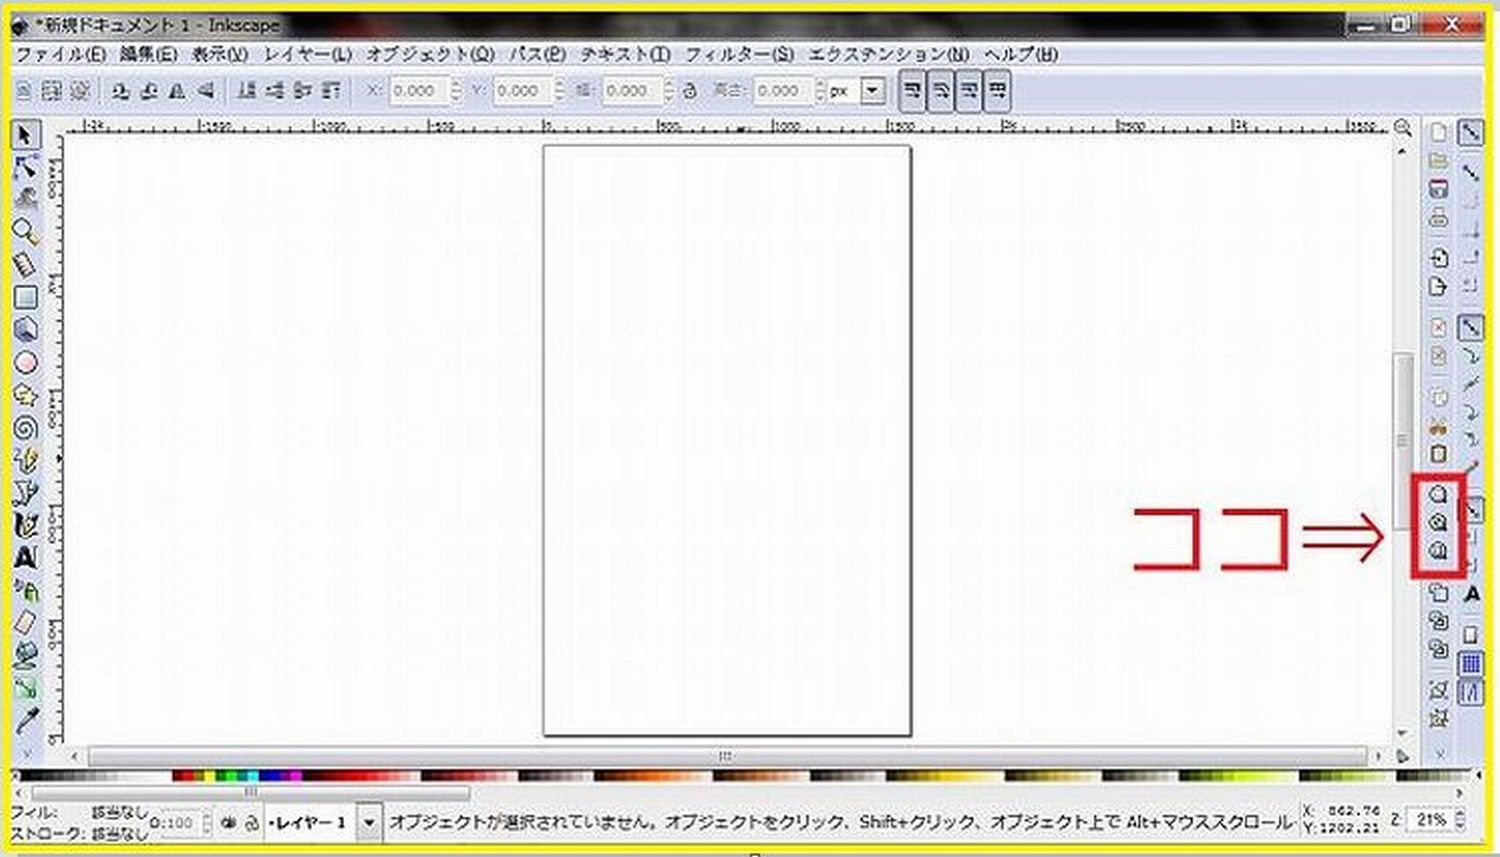 *新規ドキュメント 1 - Inkscape
ファイル(F) 編集(E) 表示(V) レイヤー(L) オブジェクト(O) パス(P) テキスト(T) フィルター(S) エクステンション(N) ヘルプ(H)
X: 0.000 Y: 0.000 幅: 0.000 高さ: 0.000 px
-500 0 500 1000 1500 2k 2500
ココ⇒
フィル: 該当なし O: 100 レイヤー 1 オブジェクトが選択されていません。オブジェクトをクリック、Shift+クリック、オブジェクト上で Alt+マウススクロール X: 862.76 Z: 21%
ストローク: 該当なし Y: 1202.21